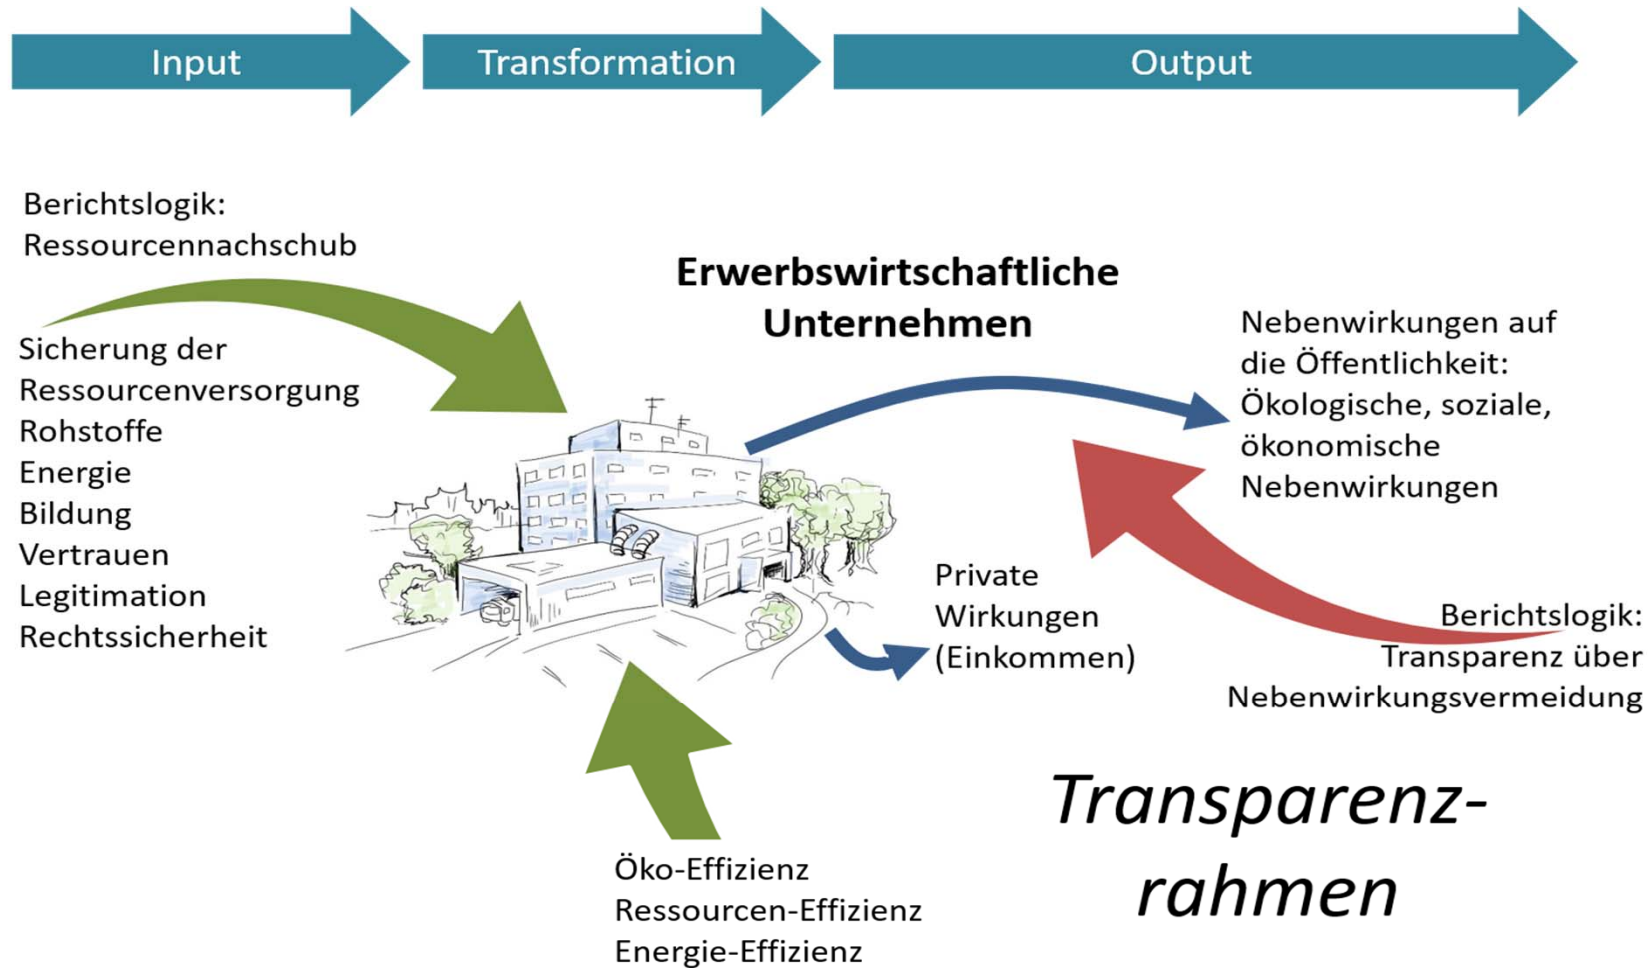 Input
Transformation
Output
Berichtslogik:
Ressourcennachschub
Sicherung der
Ressourcenversorgung
Rohstoffe
Energie
Bildung
Vertrauen
Legitimation
Rechtssicherheit
Erwerbswirtschaftliche
Unternehmen
Nebenwirkungen auf
die Öffentlichkeit:
Ökologische, soziale,
ökonomische
Nebenwirkungen
Private
Wirkungen
(Einkommen)
Berichtslogik:
Transparenz über
Nebenwirkungsvermeidung
Öko-Effizienz
Ressourcen-Effizienz
Energie-Effizienz
Transparenz-
rahmen